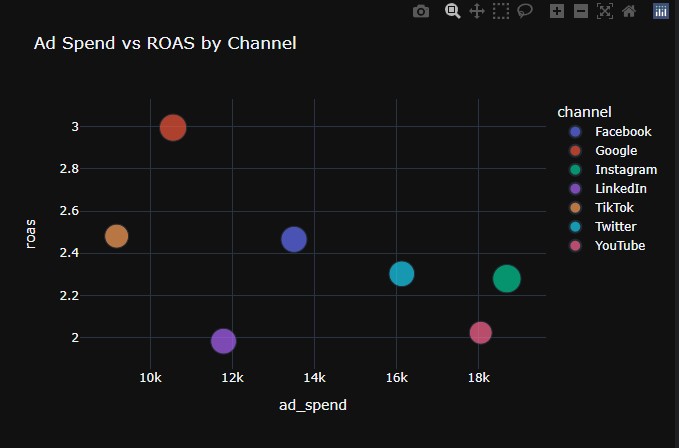 Ad Spend vs ROAS by Channel
channel
Facebook
Google
Instagram
LinkedIn
TikTok
Twitter
YouTube
roas
3
2.8
2.6
2.4
2.2
2
10k 12k 14k 16k 18k
ad_spend